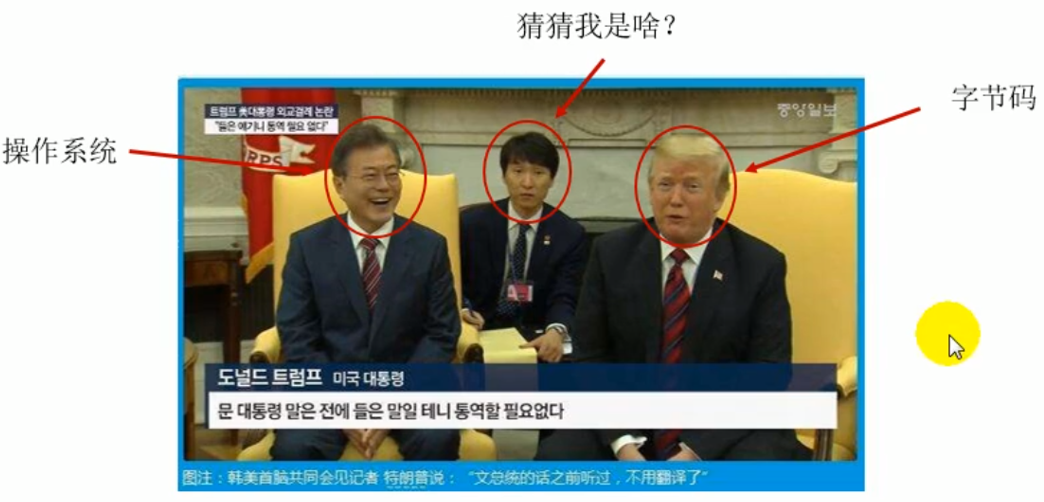 猜猜我是啥？
字节码
操作系统
트럼프 美대통령 외교결례 논란
"들은 얘기니 통역 필요 없다"
중앙일보
RPS
도널드 트럼프 미국 대통령
문 대통령 말은 전에 들은 말일 테니 통역할 필요없다
图注：韩美首脑共同会见记者 特朗普说：“文总统的话之前听过，不用翻译了”